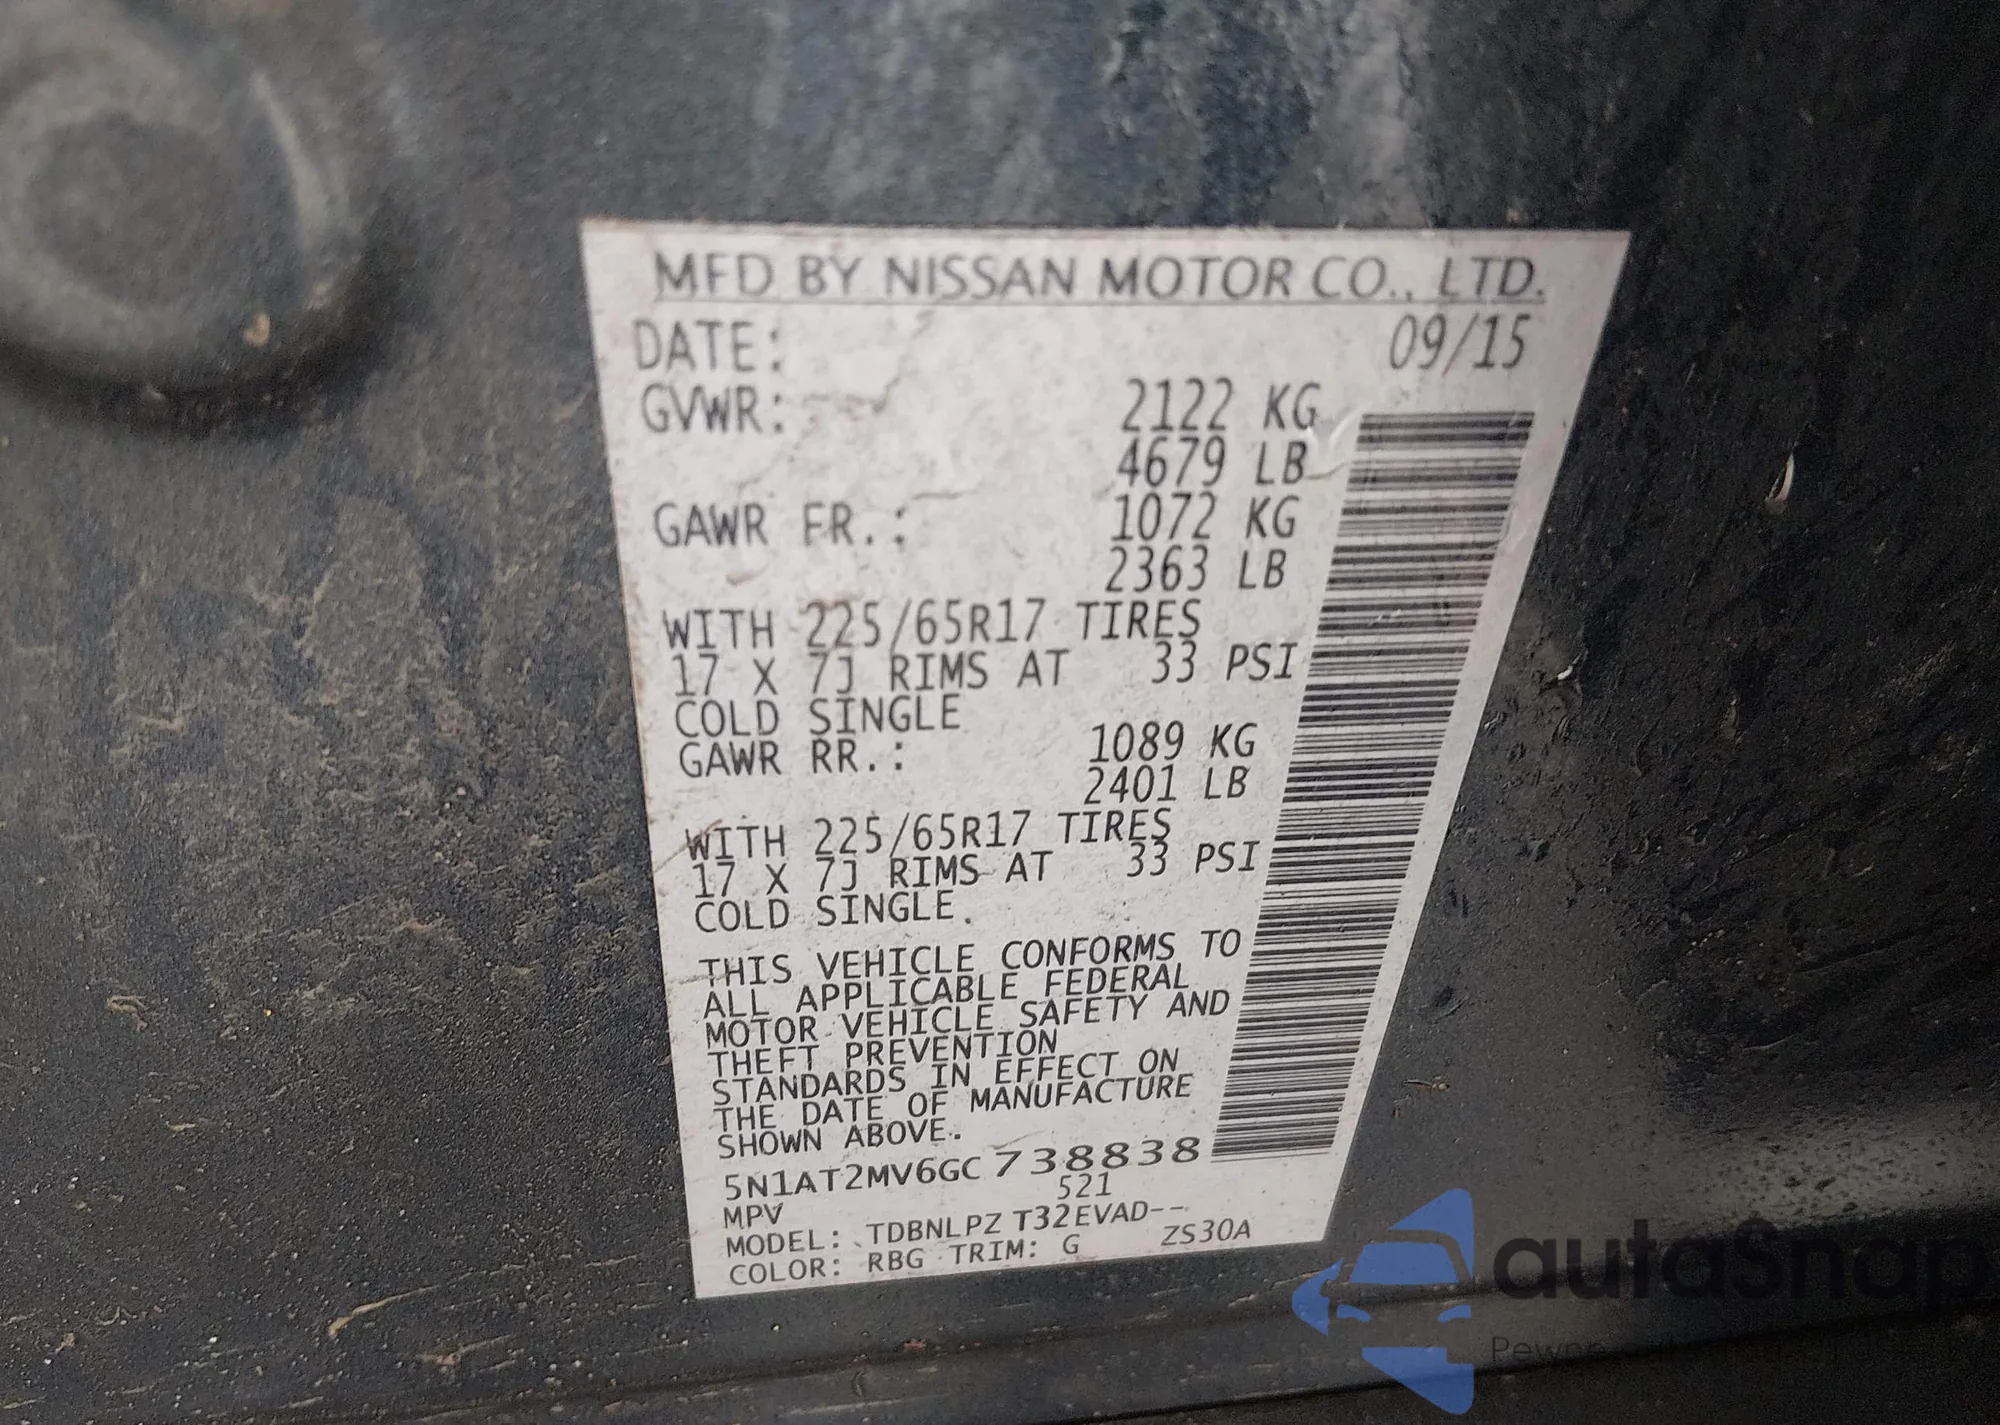 MFD BY NISSAN MOTOR CO., LTD.
DATE: 09/15
GVWR: 2122 KG
4679 LB
GAWR FR.: 1072 KG
2363 LB
WITH 225/65R17 TIRES
17 X 7J RIMS AT 33 PSI
COLD SINGLE
GAWR RR.: 1089 KG
2401 LB
WITH 225/65R17 TIRES
17 X 7J RIMS AT 33 PSI
COLD SINGLE.
THIS VEHICLE CONFORMS TO
ALL APPLICABLE FEDERAL
MOTOR VEHICLE SAFETY AND
THEFT PREVENTION
STANDARDS IN EFFECT ON
THE DATE OF MANUFACTURE
SHOWN ABOVE.
5N1AT2MV6GC738838
MPV 521
MODEL: TDBNLPZ T32EVAD--
COLOR: RBG TRIM: G ZS30A
autaSnap